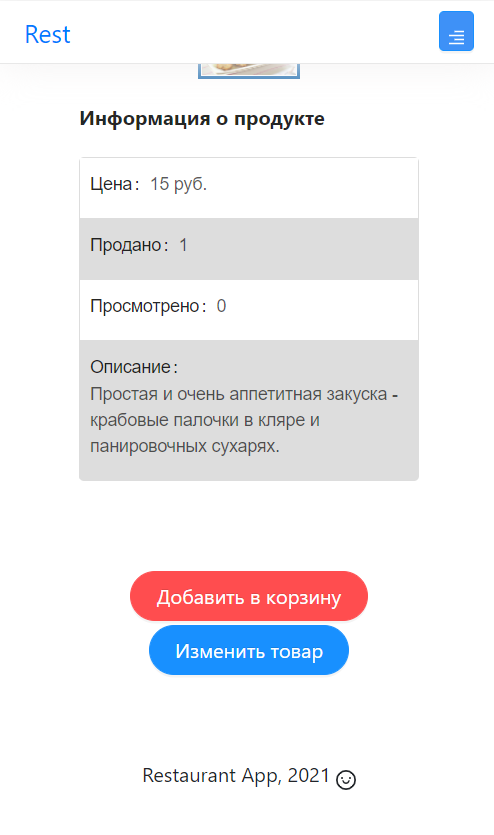 Rest
Информация о продукте
Цена: 15 руб.
Продано: 1
Просмотрено: 0
Описание:
Простая и очень аппетитная закуска -
крабовые палочки в кляре и
панировочных сухарях.
Добавить в корзину
Изменить товар
Restaurant App, 2021